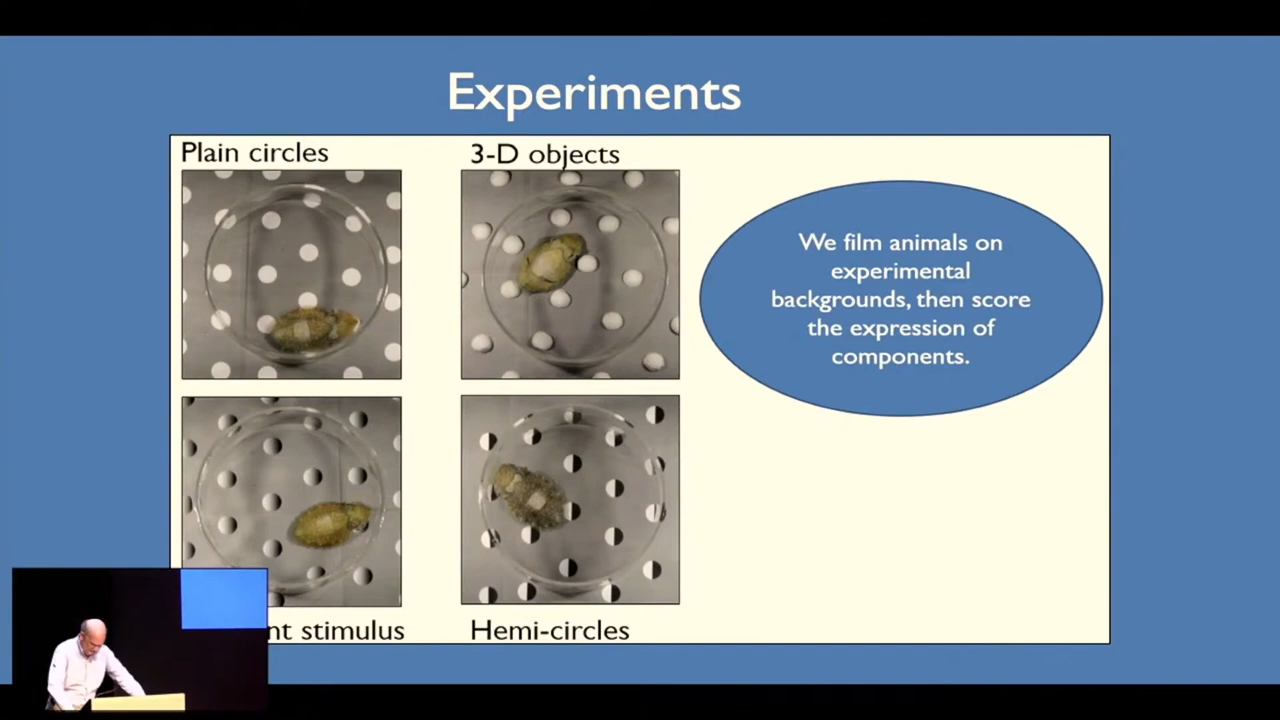 Experiments
Plain circles
3-D objects
We film animals on
experimental
backgrounds, then score
the expression of
components.
stimulus
Hemi-circles